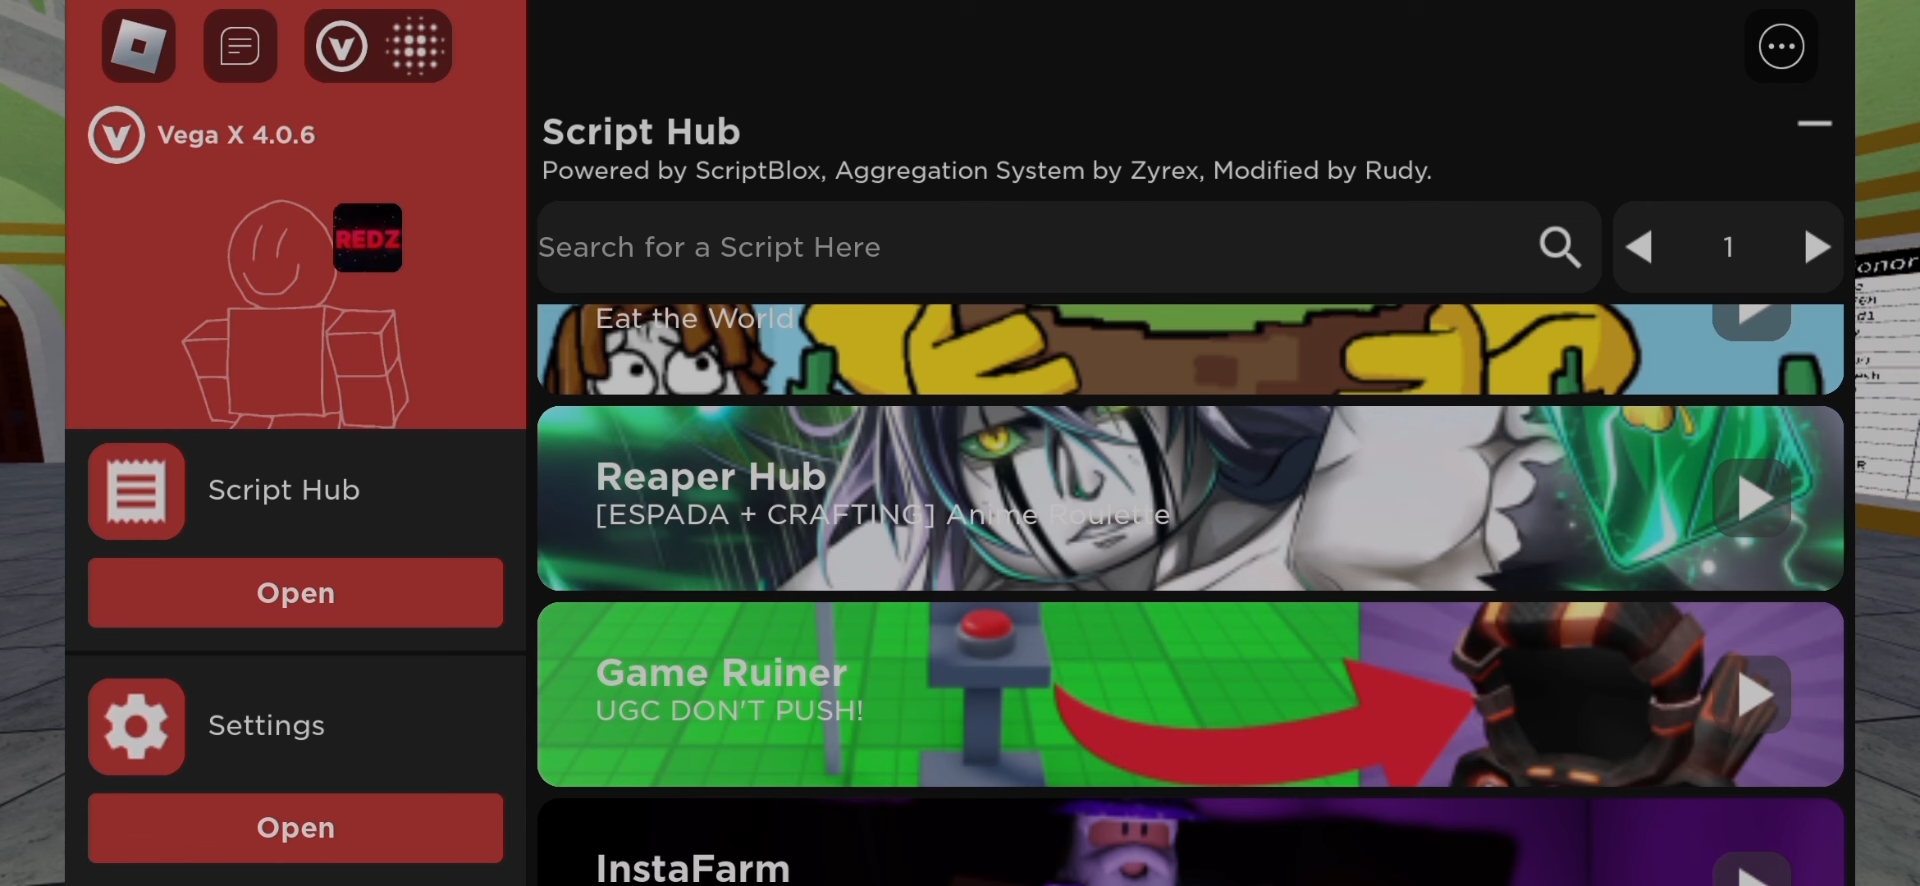 Vega X 4.0.6
REDZ
Script Hub
Open
Settings
Open
Script Hub
Powered by ScriptBlox, Aggregation System by Zyrex, Modified by Rudy.
Search for a Script Here
1
Eat the World
Reaper Hub
[ESPADA + CRAFTING] Anime Roulette
Game Ruiner
UGC DON'T PUSH!
InstaFarm